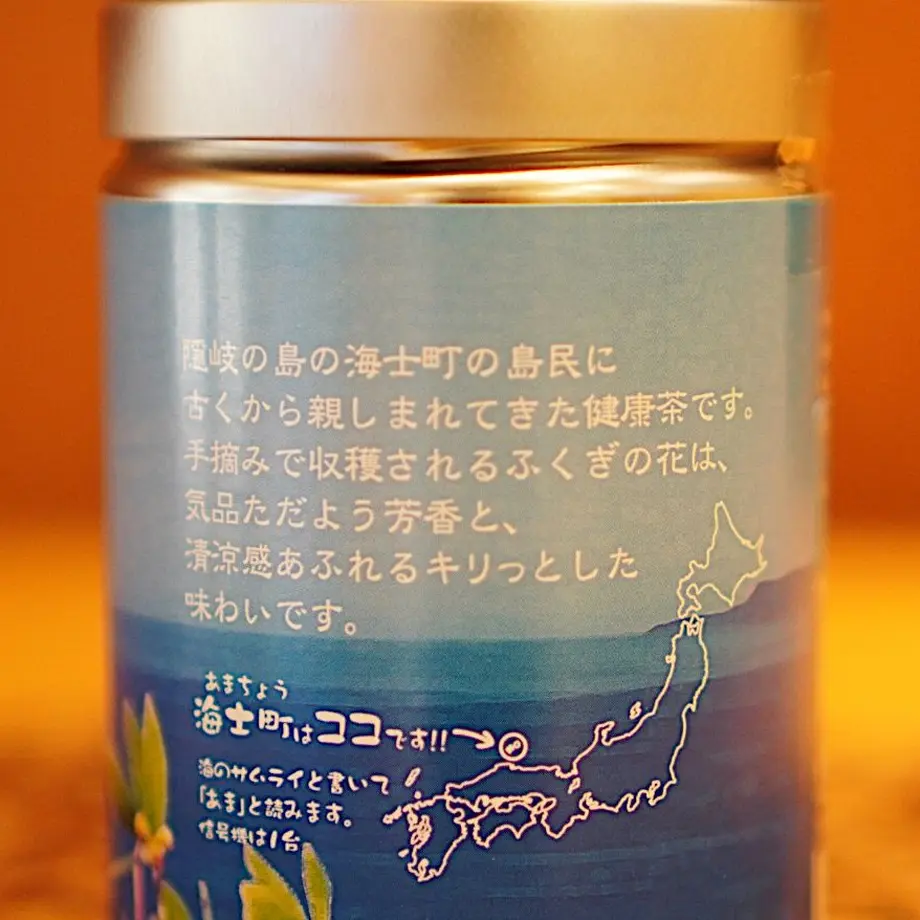 隠岐の島の海士町の島民に
古くから親しまれてきた健康茶です。
手摘みで収穫されるふくぎの花は、
気品ただよう芳香と、
清涼感あふれるキリっとした
味わいです。
あまちょう
海士町はココです!!
海のサムライと書いて
「あま」と読みます。
信号機は1台。